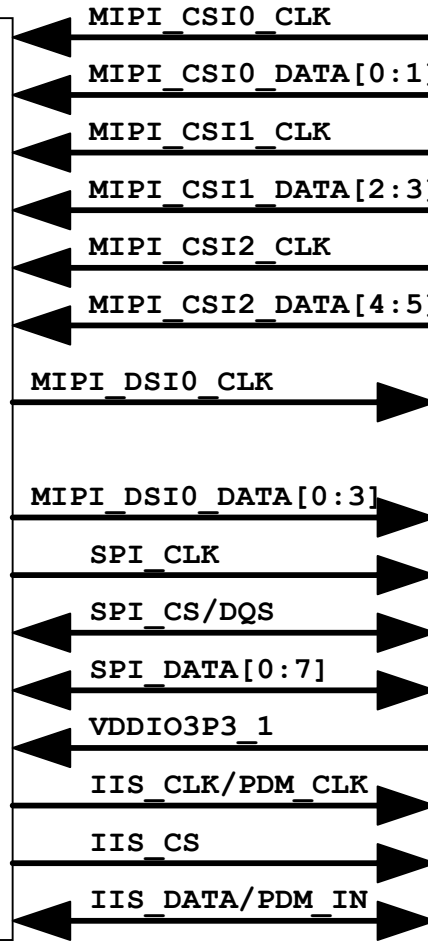 MIPI_CSI0_CLK
MIPI_CSI0_DATA[0:1]
MIPI_CSI1_CLK
MIPI_CSI1_DATA[2:3]
MIPI_CSI2_CLK
MIPI_CSI2_DATA[4:5]
MIPI_DSI0_CLK
MIPI_DSI0_DATA[0:3]
SPI_CLK
SPI_CS/DQS
SPI_DATA[0:7]
VDDIO3P3_1
IIS_CLK/PDM_CLK
IIS_CS
IIS_DATA/PDM_IN